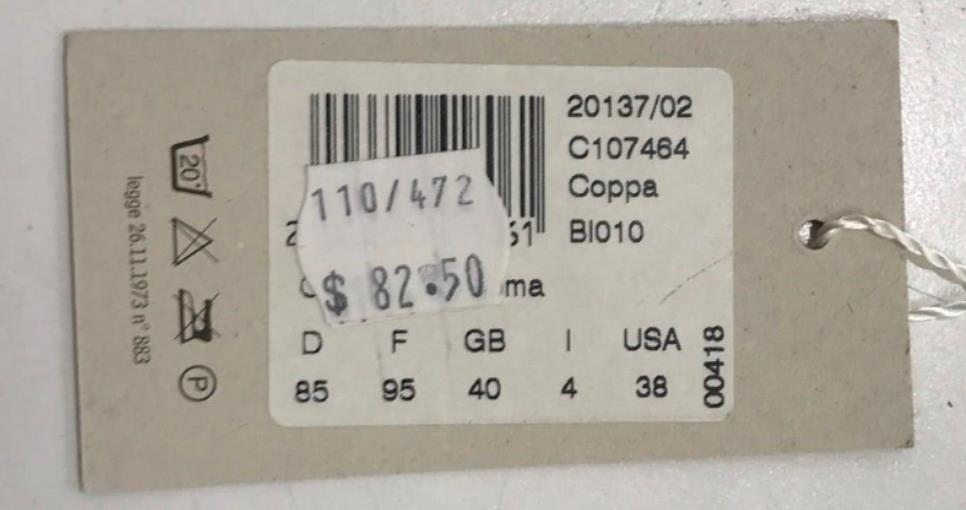 20137/02
C107464
Coppa
BI010
110/472
$ 82.50
D F GB I USA
85 95 40 4 38
00418
20°
P
legge 26.11.1973 n° 883